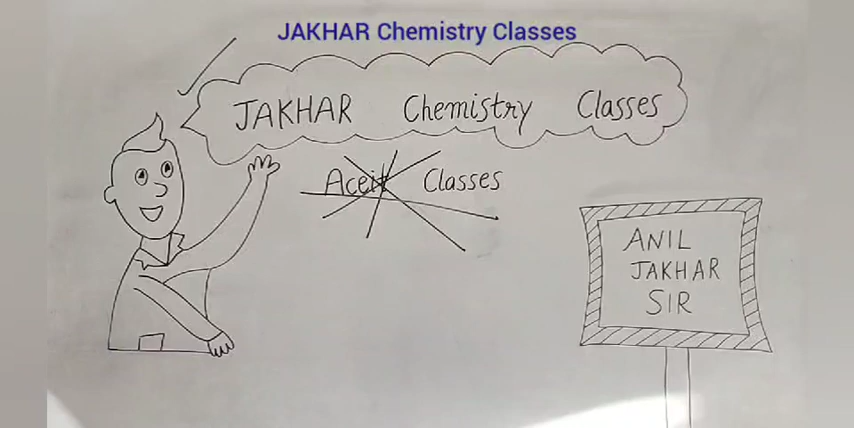 JAKHAR Chemistry Classes
JAKHAR Chemistry Classes
Aceit Classes
ANIL
JAKHAR
SIR